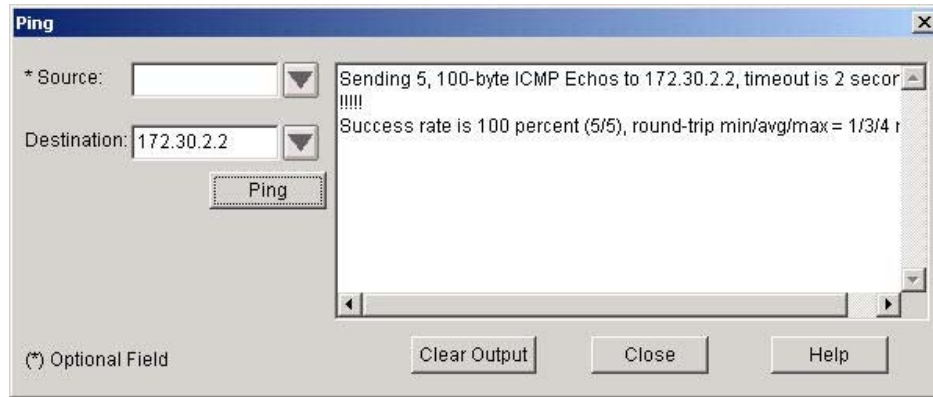 Ping
* Source:
Destination: 172.30.2.2
Ping
Sending 5, 100-byte ICMP Echos to 172.30.2.2, timeout is 2
!!!!!
Success rate is 100 percent (5/5), round-trip min/avg/max = 1/3/4
(*) Optional Field
Clear Output
Close
Help